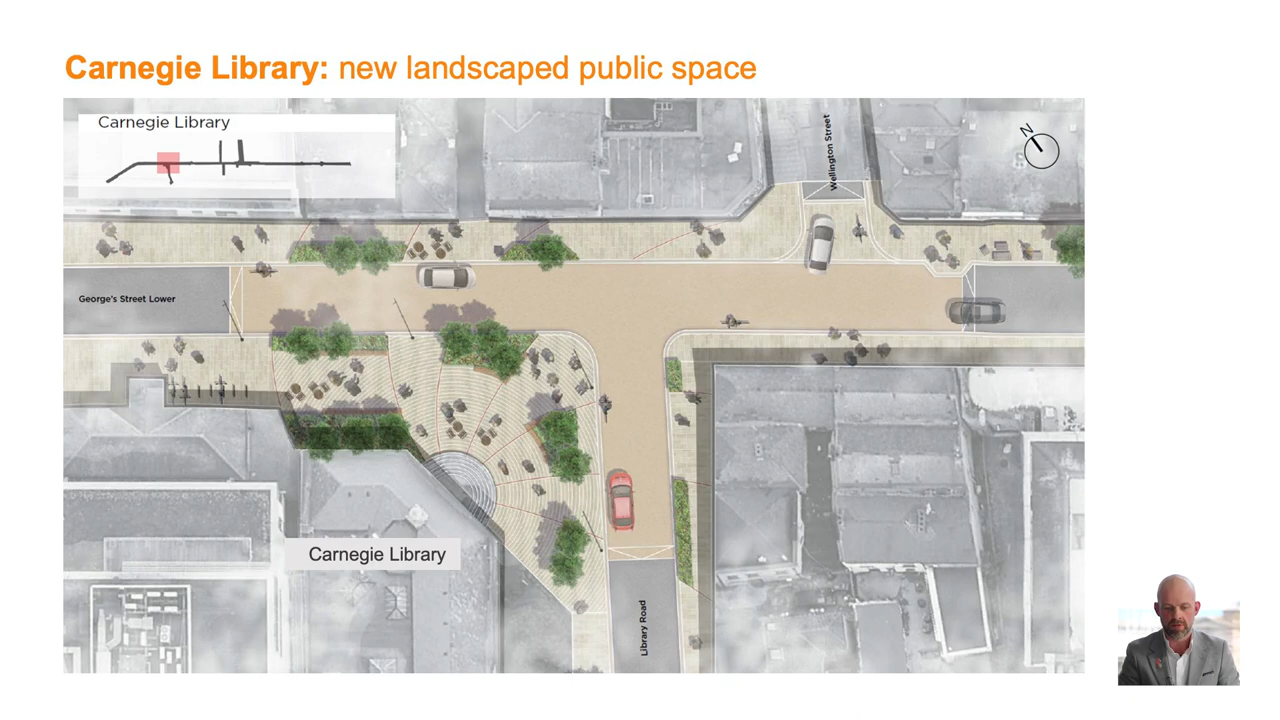 Carnegie Library: new landscaped public space
Carnegie Library
N
Wellington Street
George's Street Lower
Carnegie Library
Library Road